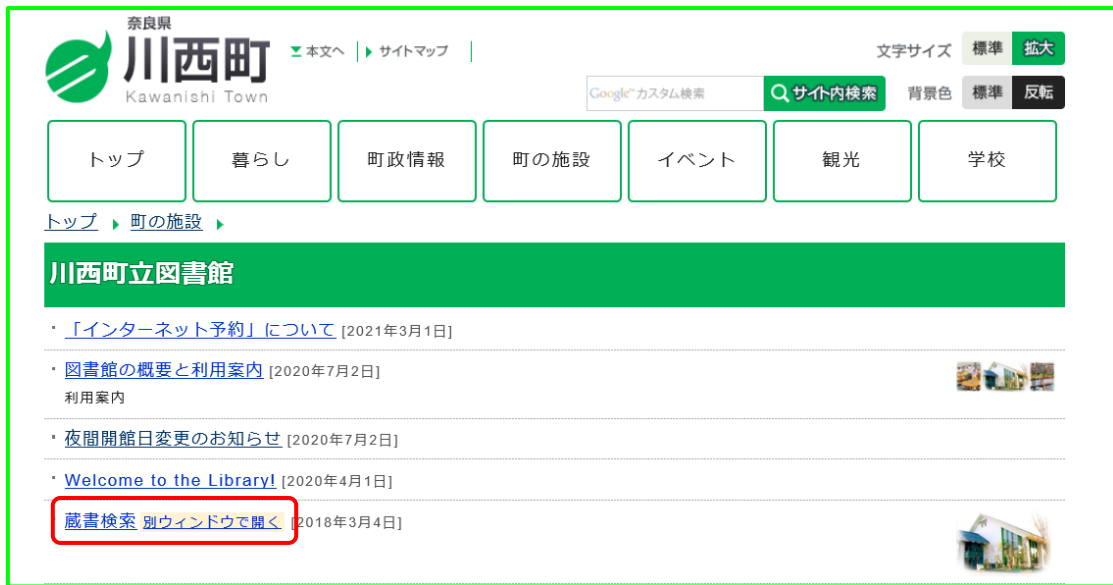 奈良県
川西町
Kawanishi Town
本文へ サイトマップ
文字サイズ 標準 拡大
Google™カスタム検索 サイト内検索 背景色 標準 反転
トップ 暮らし 町政情報 町の施設 イベント 観光 学校
トップ 町の施設
川西町立図書館
・「インターネット予約」について [2021年3月1日]
・図書館の概要と利用案内 [2020年7月2日]
利用案内
・夜間開館日変更のお知らせ [2020年7月2日]
・Welcome to the Library! [2020年4月1日]
・蔵書検索 別ウィンドウで開く [2018年3月4日]